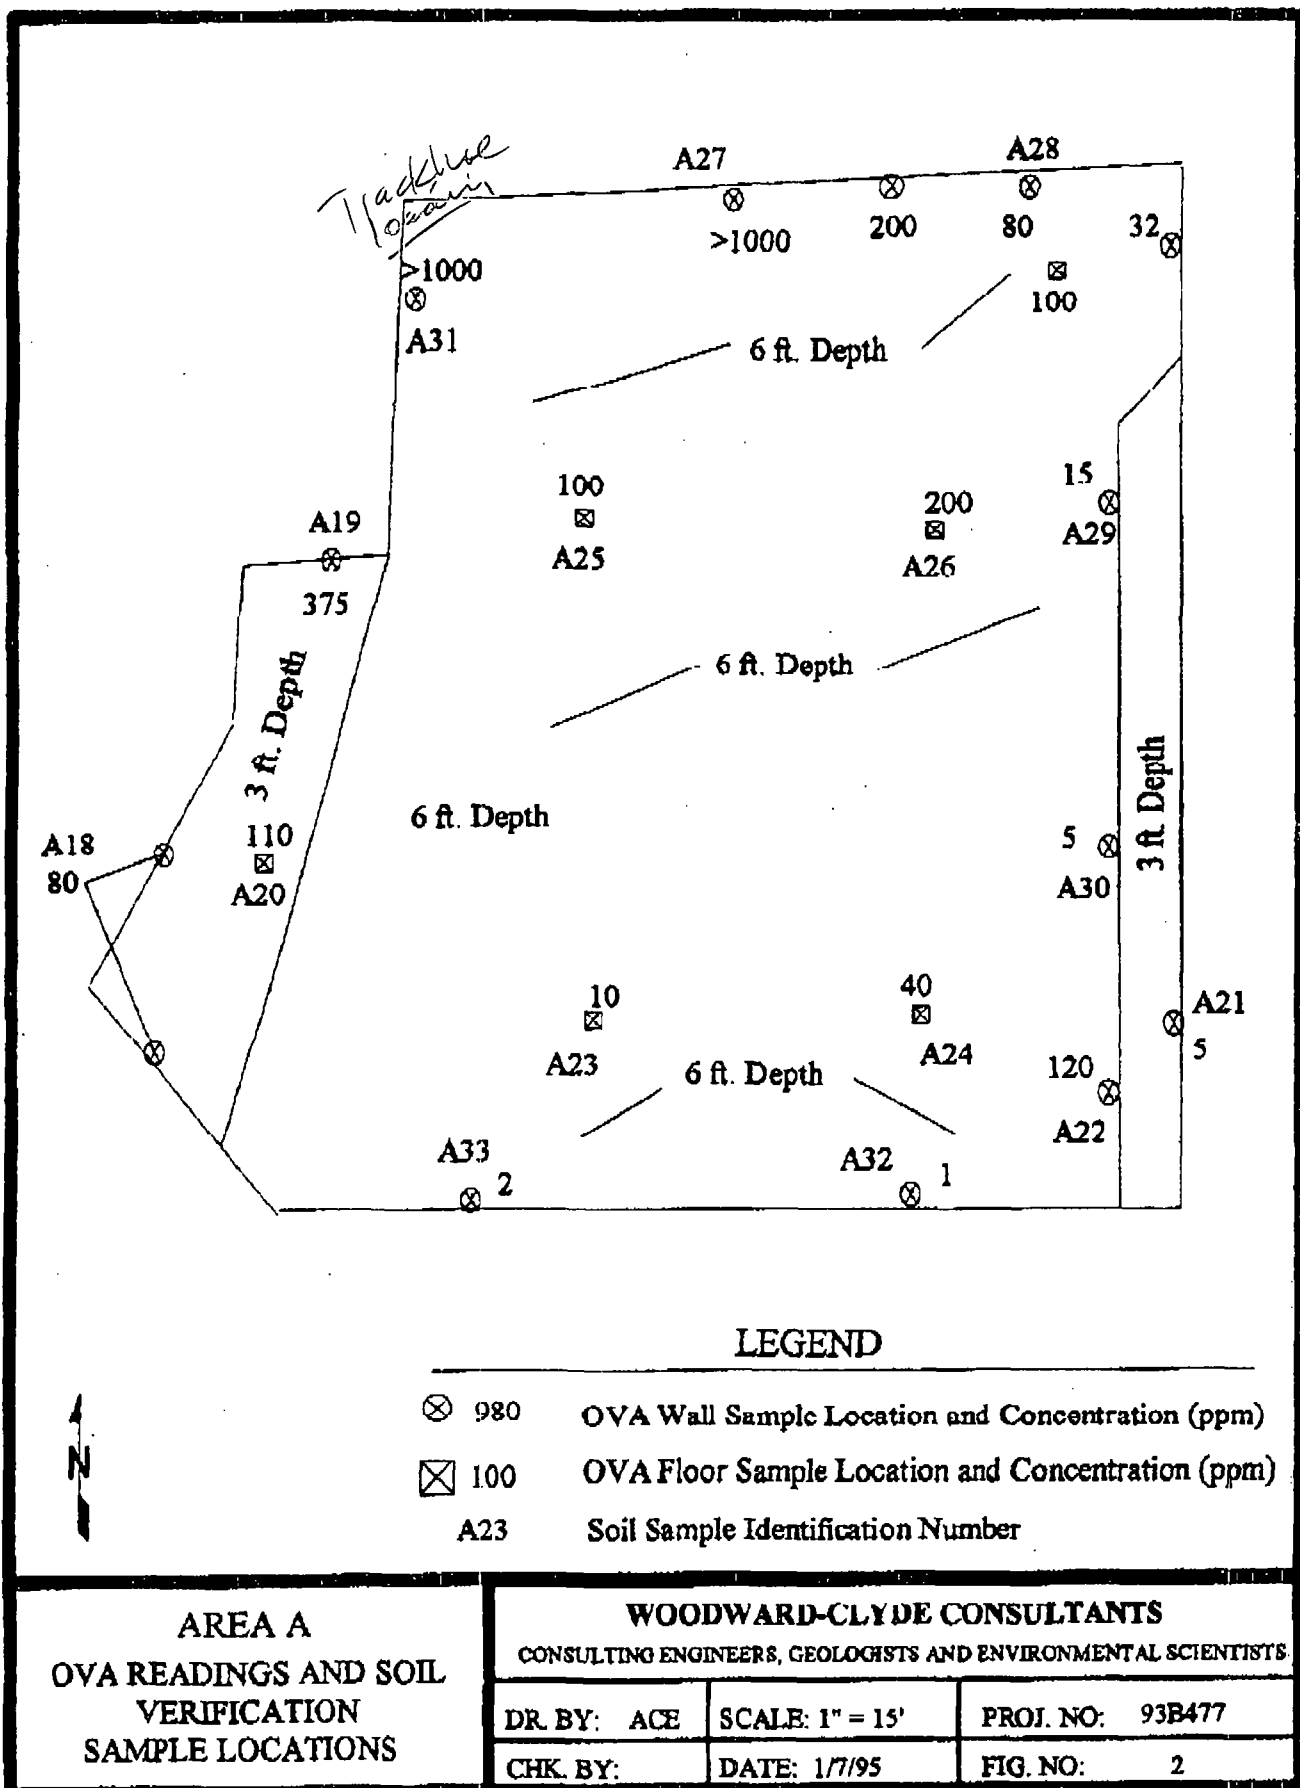 Trackhoe
A27
A28
>1000
200
80
32
>1000
A31
100
6 ft. Depth
100
A25
200
A26
15
A29
A19
375
3 ft. Depth
6 ft. Depth
6 ft. Depth
3 ft. Depth
A18
80
110
A20
5
A30
10
A23
40
A24
A21
5
6 ft. Depth
120
A22
A33
2
A32
1
LEGEND
980 OVA Wall Sample Location and Concentration (ppm)
100 OVA Floor Sample Location and Concentration (ppm)
A23 Soil Sample Identification Number
N
AREA A
OVA READINGS AND SOIL
VERIFICATION
SAMPLE LOCATIONS
WOODWARD-CLYDE CONSULTANTS
CONSULTING ENGINEERS, GEOLOGISTS AND ENVIRONMENTAL SCIENTISTS
DR. BY: ACE
SCALE: 1" = 15'
PROJ. NO: 93B477
CHK. BY:
DATE: 1/7/95
FIG. NO: 2